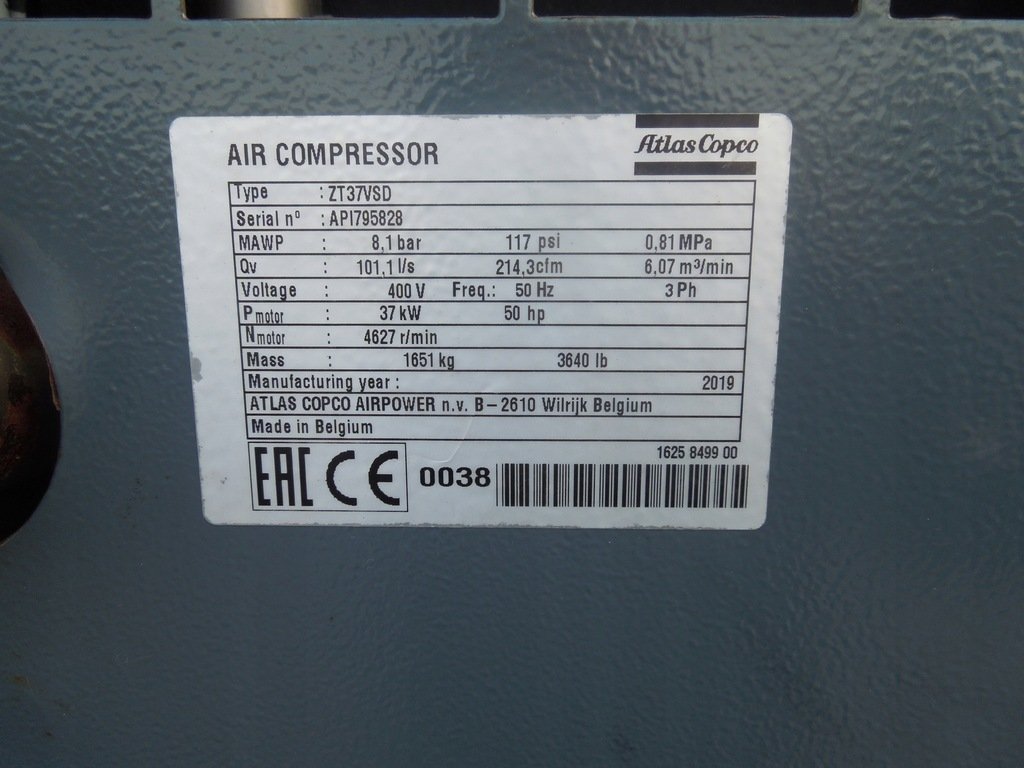 AIR COMPRESSOR
Atlas Copco
Type : ZT37VSD
Serial nº : API795828
MAWP : 8,1 bar 117 psi 0,81 MPa
Qv : 101,1 l/s 214,3cfm 6,07 m³/min
Voltage : 400 V Freq.: 50 Hz 3 Ph
Pmotor : 37 kW 50 hp
Nmotor : 4627 r/min
Mass : 1651 kg 3640 lb
Manufacturing year : 2019
ATLAS COPCO AIRPOWER n.v. B – 2610 Wilrijk Belgium
Made in Belgium
1625 8499 00
EAC CE 0038